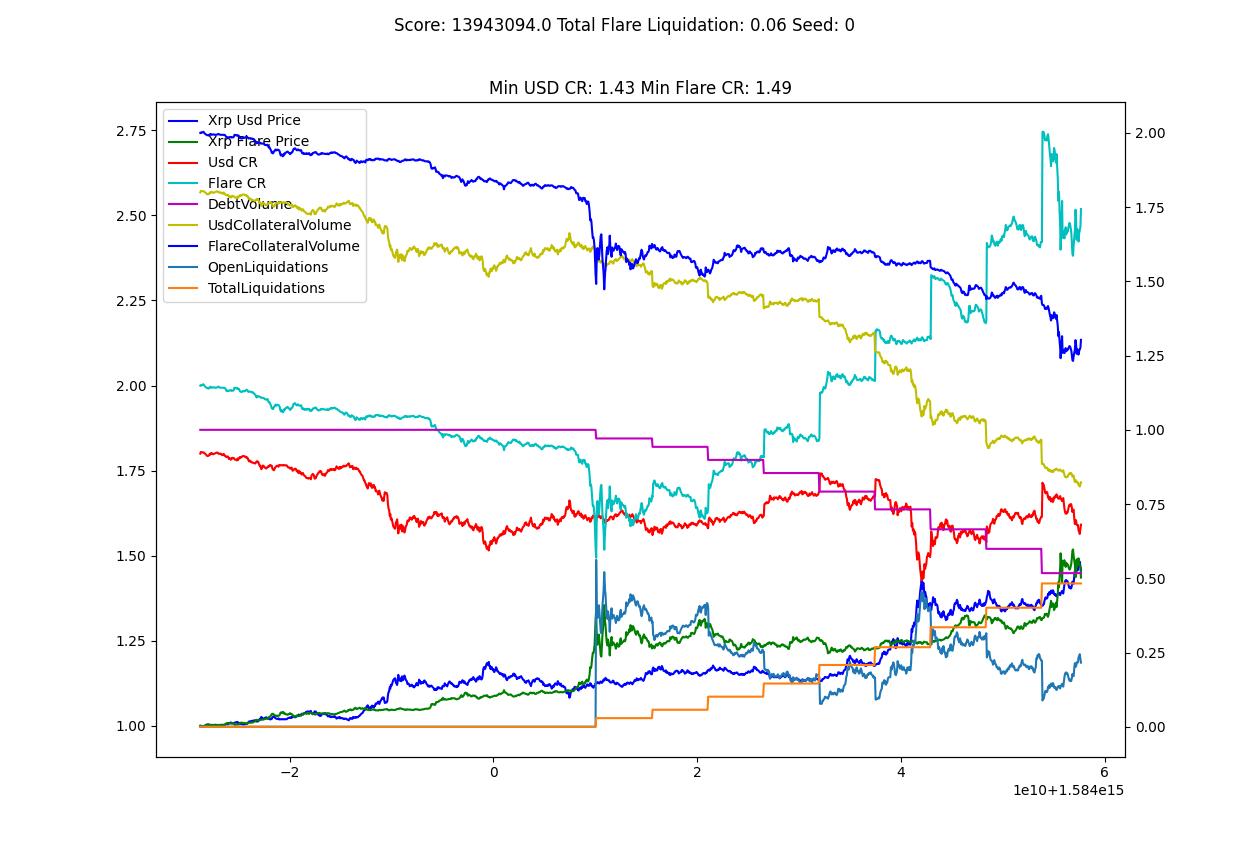 Score: 13943094.0 Total Flare Liquidation: 0.06 Seed: 0
Min USD CR: 1.43 Min Flare CR: 1.49
Xrp Usd Price
Xrp Flare Price
Usd CR
Flare CR
DebtVolume
UsdCollateralVolume
FlareCollateralVolume
OpenLiquidations
TotalLiquidations
2.75
2.50
2.25
2.00
1.75
1.50
1.25
1.00
2.00
1.75
1.50
1.25
1.00
0.75
0.50
0.25
0.00
−2 0 2 4 6
1e10+1.584e15